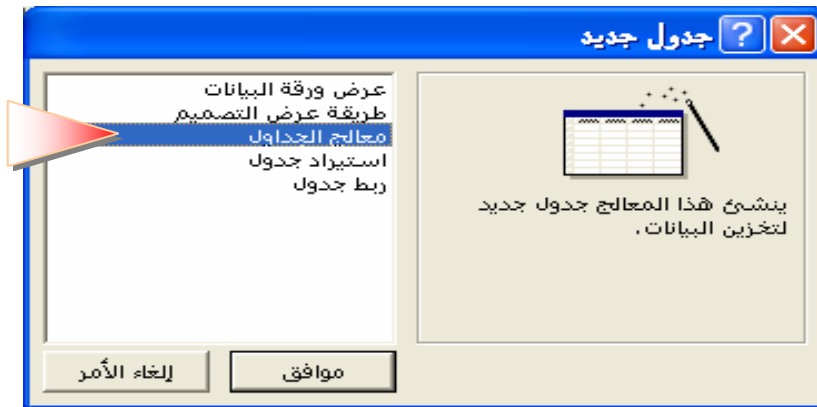 جدول جديد
ينشئ هذا المعالج جدول جديد
لتخزين البيانات.
عرض ورقة البيانات
طريقة عرض التصميم
معالج الجداول
استيراد جدول
ربط جدول
موافق
إلغاء الأمر